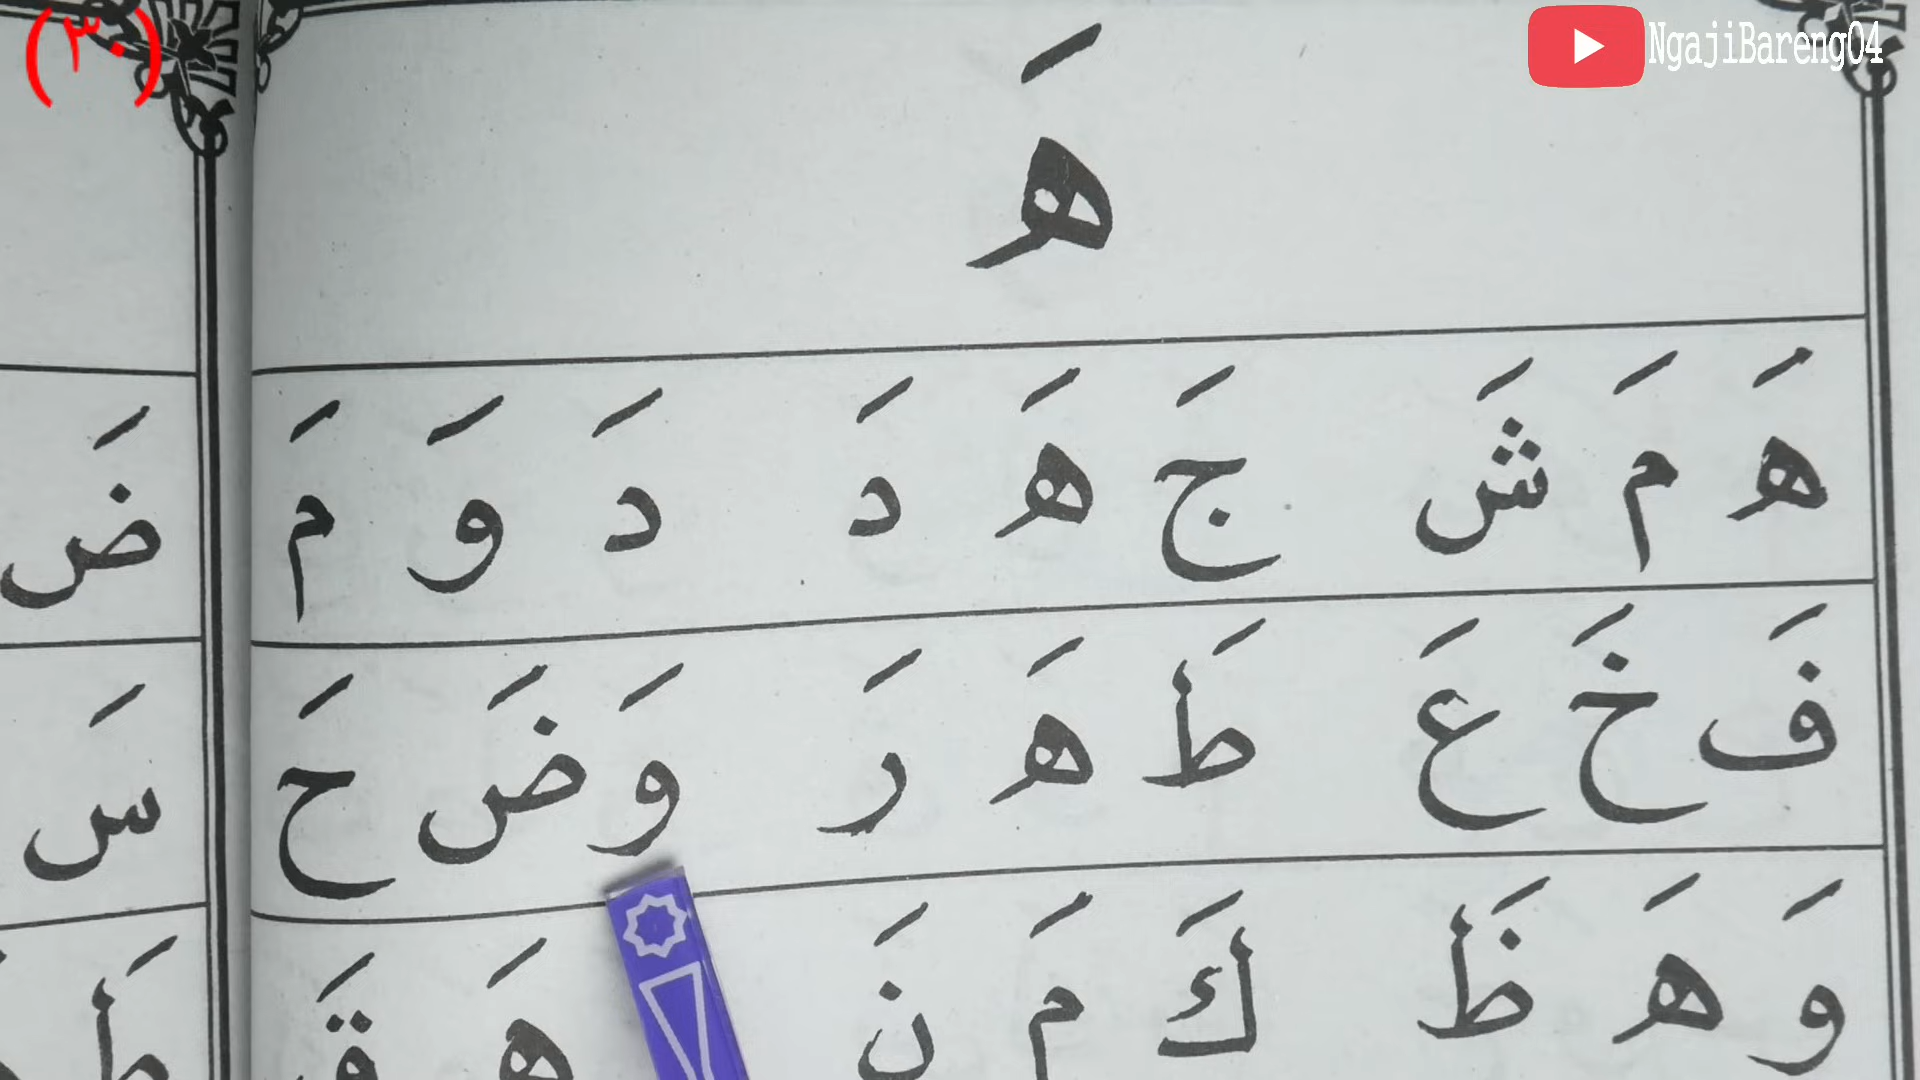 (٣٠)
NgajiBareng04
هَ
هَ مَ شَ جَ هَ دَ دَ وَ مَ
فَ خَ عَ طَ هَ رَ وَ ضَ حَ
وَ هَ ظَ كَ مَ نَ هَ قَ
ضَ
سَ
طَ